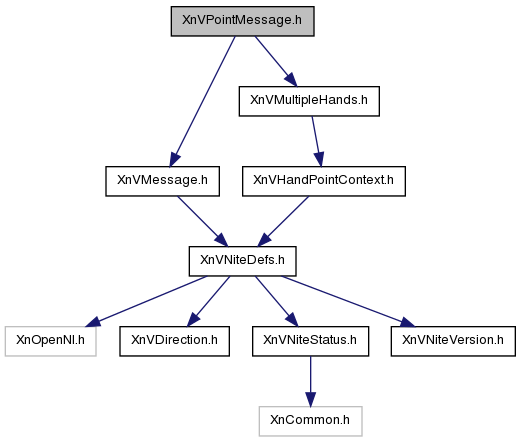 XnVPointMessage.h
XnVMultipleHands.h
XnVMessage.h
XnVHandPointContext.h
XnVNiteDefs.h
XnOpenNI.h
XnVDirection.h
XnVNiteStatus.h
XnVNiteVersion.h
XnCommon.h